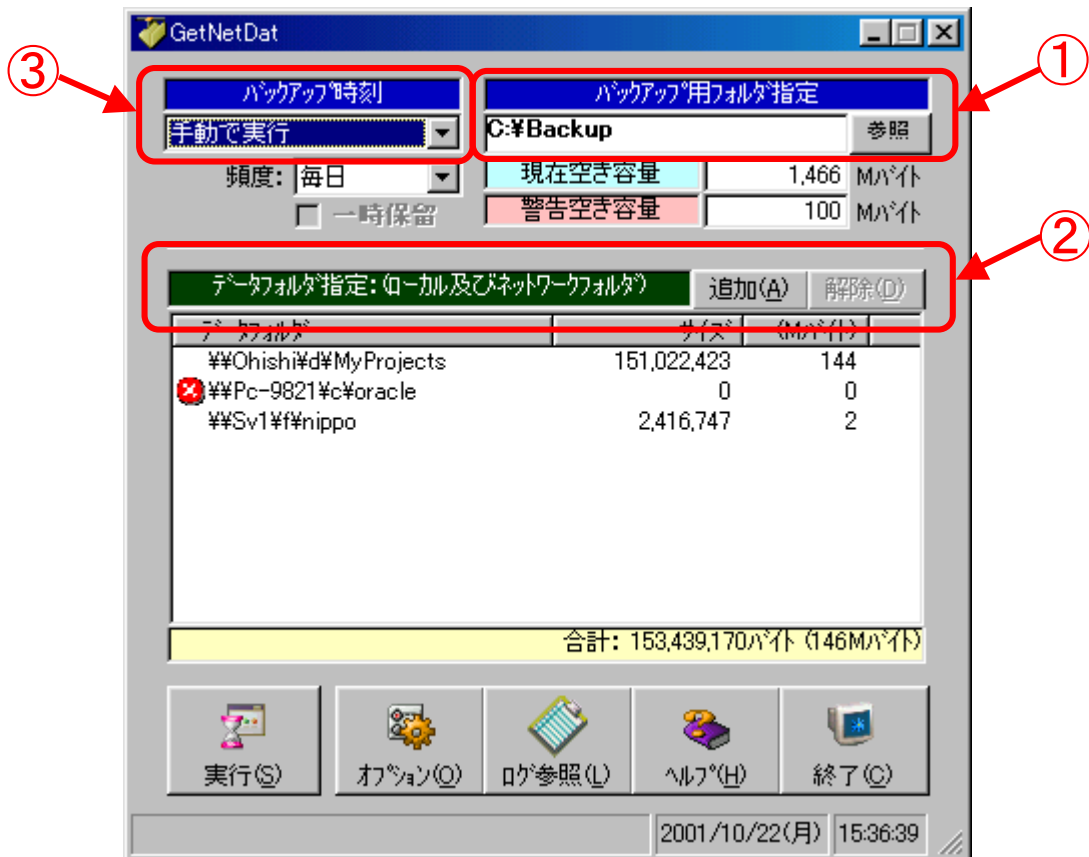 GetNetDat
③
①
バックアップ時刻
バックアップ用フォルダ指定
手動で実行
C:¥Backup
参照
頻度: 毎日
現在空き容量 1,466 Mバイト
一時保留
警告空き容量 100 Mバイト
②
データフォルダ指定:(ローカル及びネットワークフォルダ) 追加(A) 解除(D)
データフォルダ サイズ (Mバイト)
¥¥Ohishi¥d¥MyProjects 151,022,423 144
¥¥Pc-9821¥c¥oracle 0 0
¥¥Sv1¥f¥nippo 2,416,747 2
合計: 153,439,170バイト (146Mバイト)
実行(S) オプション(O) ログ参照(L) ヘルプ(H) 終了(C)
2001/10/22(月) 15:36:39